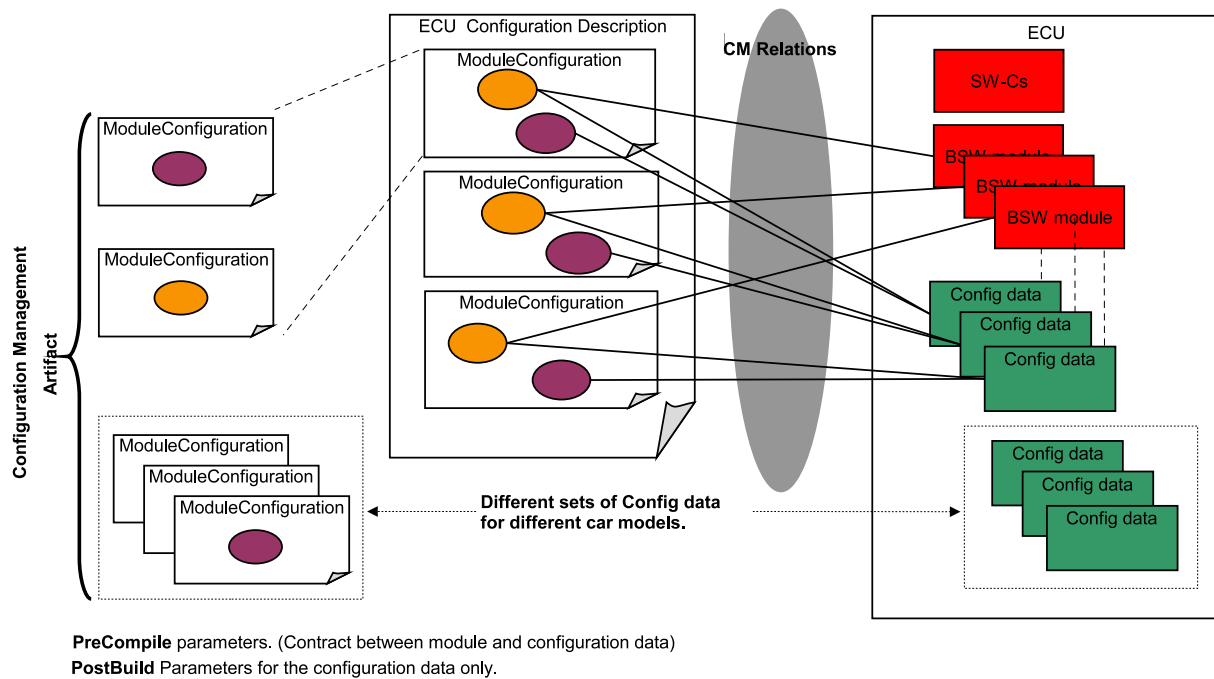 ECU Configuration Description
ModuleConfiguration
ModuleConfiguration
ModuleConfiguration
CM Relations
ECU
SW-Cs
BSW module
BSW module
BSW module
Config data
Config data
Config data
Configuration Management
Artifact
ModuleConfiguration
ModuleConfiguration
ModuleConfiguration
ModuleConfiguration
ModuleConfiguration
Different sets of Config data
for different car models.
Config data
Config data
Config data
PreCompile parameters. (Contract between module and configuration data)
PostBuild Parameters for the configuration data only.